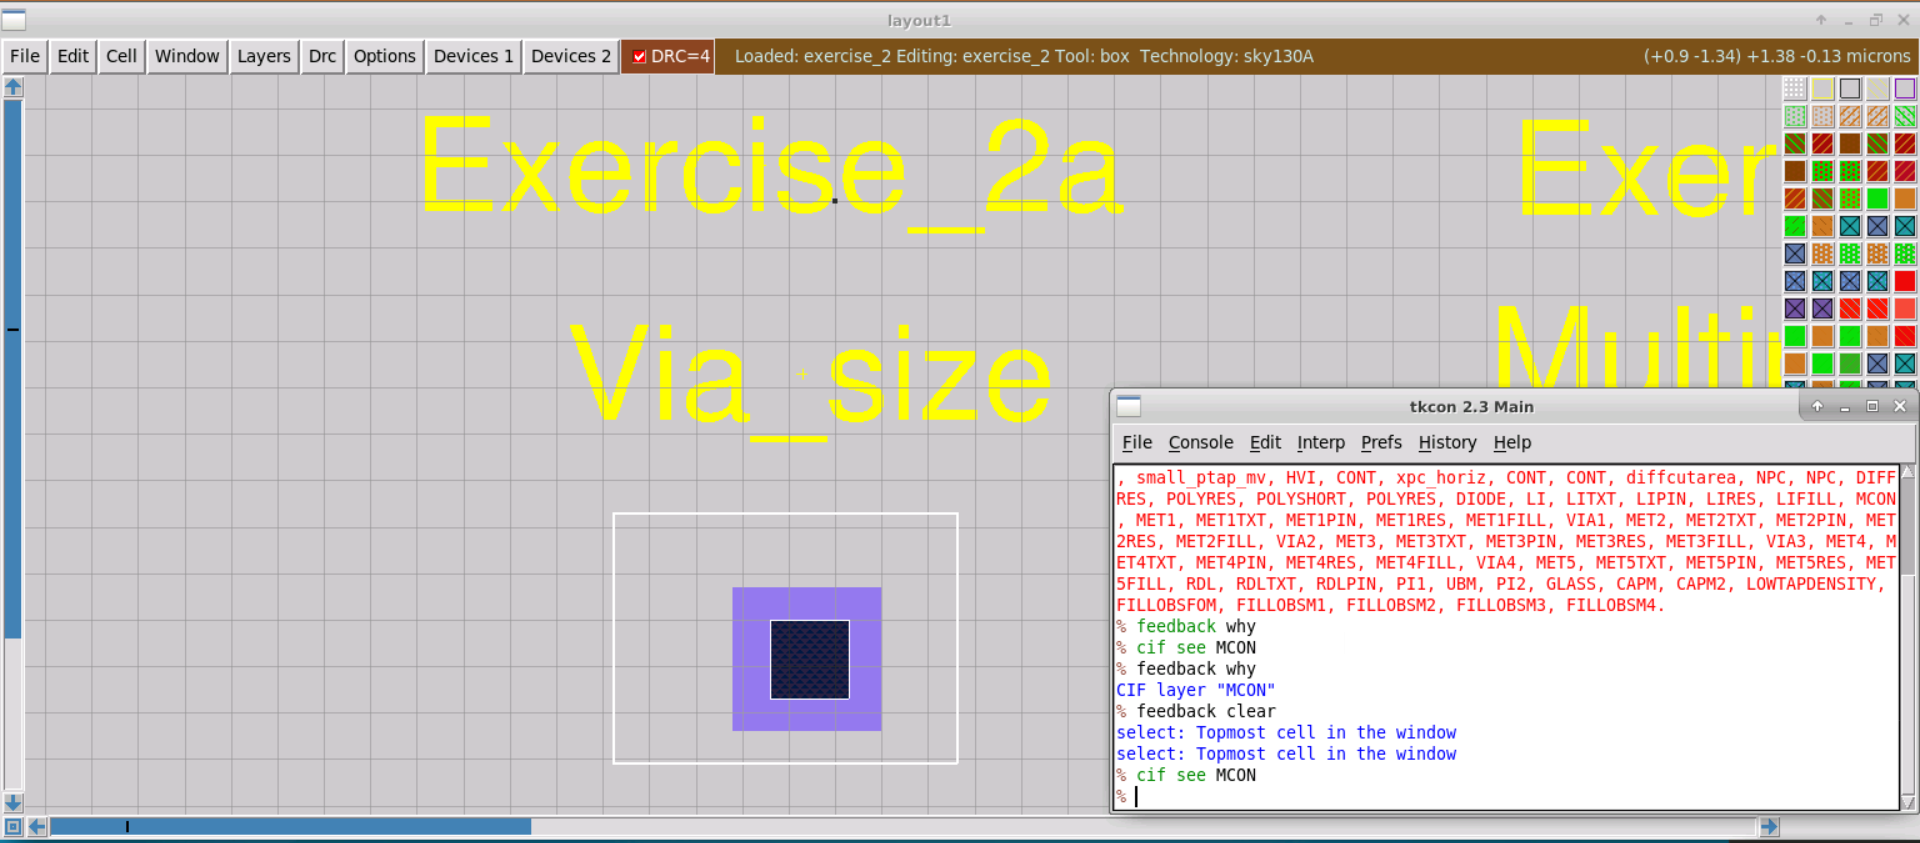 layout1
File Edit Cell Window Layers Drc Options Devices 1 Devices 2 DRC=4 Loaded: exercise_2 Editing: exercise_2 Tool: box Technology: sky130A (+0.9 -1.34) +1.38 -0.13 microns
Exercise_2a
Exer
Via_size
Multi
tkcon 2.3 Main
File Console Edit Interp Prefs History Help
, small_ptap_mv, HVI, CONT, xpc_horiz, CONT, CONT, diffcutarea, NPC, NPC, DIFF
RES, POLYRES, POLYSHORT, POLYRES, DIODE, LI, LITXT, LIPIN, LIRES, LIFILL, MCON
, MET1, MET1TXT, MET1PIN, MET1RES, MET1FILL, VIA1, MET2, MET2TXT, MET2PIN, MET
2RES, MET2FILL, VIA2, MET3, MET3TXT, MET3PIN, MET3RES, MET3FILL, VIA3, MET4, M
ET4TXT, MET4PIN, MET4RES, MET4FILL, VIA4, MET5, MET5TXT, MET5PIN, MET5RES, MET
5FILL, RDL, RDLTXT, RDLPIN, PI1, UBM, PI2, GLASS, CAPM, CAPM2, LOWTAPDENSITY,
FILLOBSFOM, FILLOBSM1, FILLOBSM2, FILLOBSM3, FILLOBSM4.
% feedback why
% cif see MCON
% feedback why
CIF layer "MCON"
% feedback clear
select: Topmost cell in the window
select: Topmost cell in the window
% cif see MCON
%